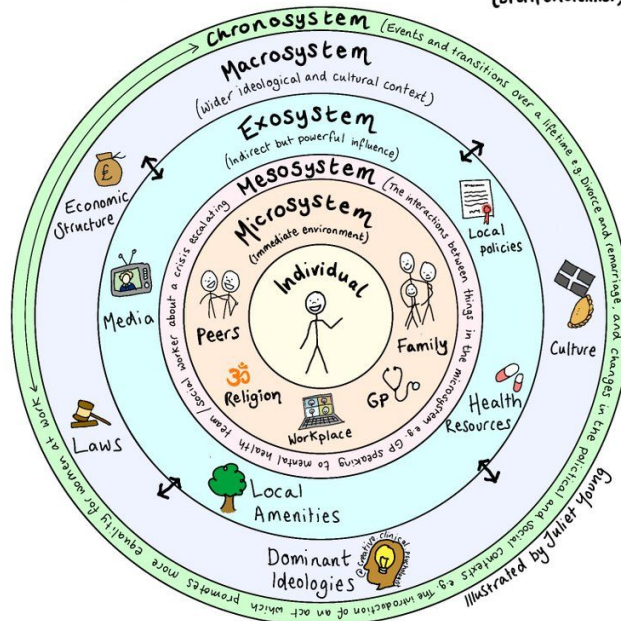 Chronosystem (Events and transitions over a lifetime e.g. Divorce and remarriage, and changes in the political and social contexts e.g. The introduction of an act which promotes more equality for women at work
Macrosystem
(Wider ideological and cultural context)
Exosystem
(Indirect but powerful influence)
Mesosystem (The interactions between things in the microsystem e.g. GP speaking to mental health team/social worker about a crisis escalating
Microsystem
(Immediate environment)
Individual
£
Economic
Structure
Local
policies
Media
Peers
Family
Culture
ॐ
Religion
GP
Workplace
Health
Resources
Laws
Local
Amenities
Dominant
Ideologies
Illustrated by Juliet Young